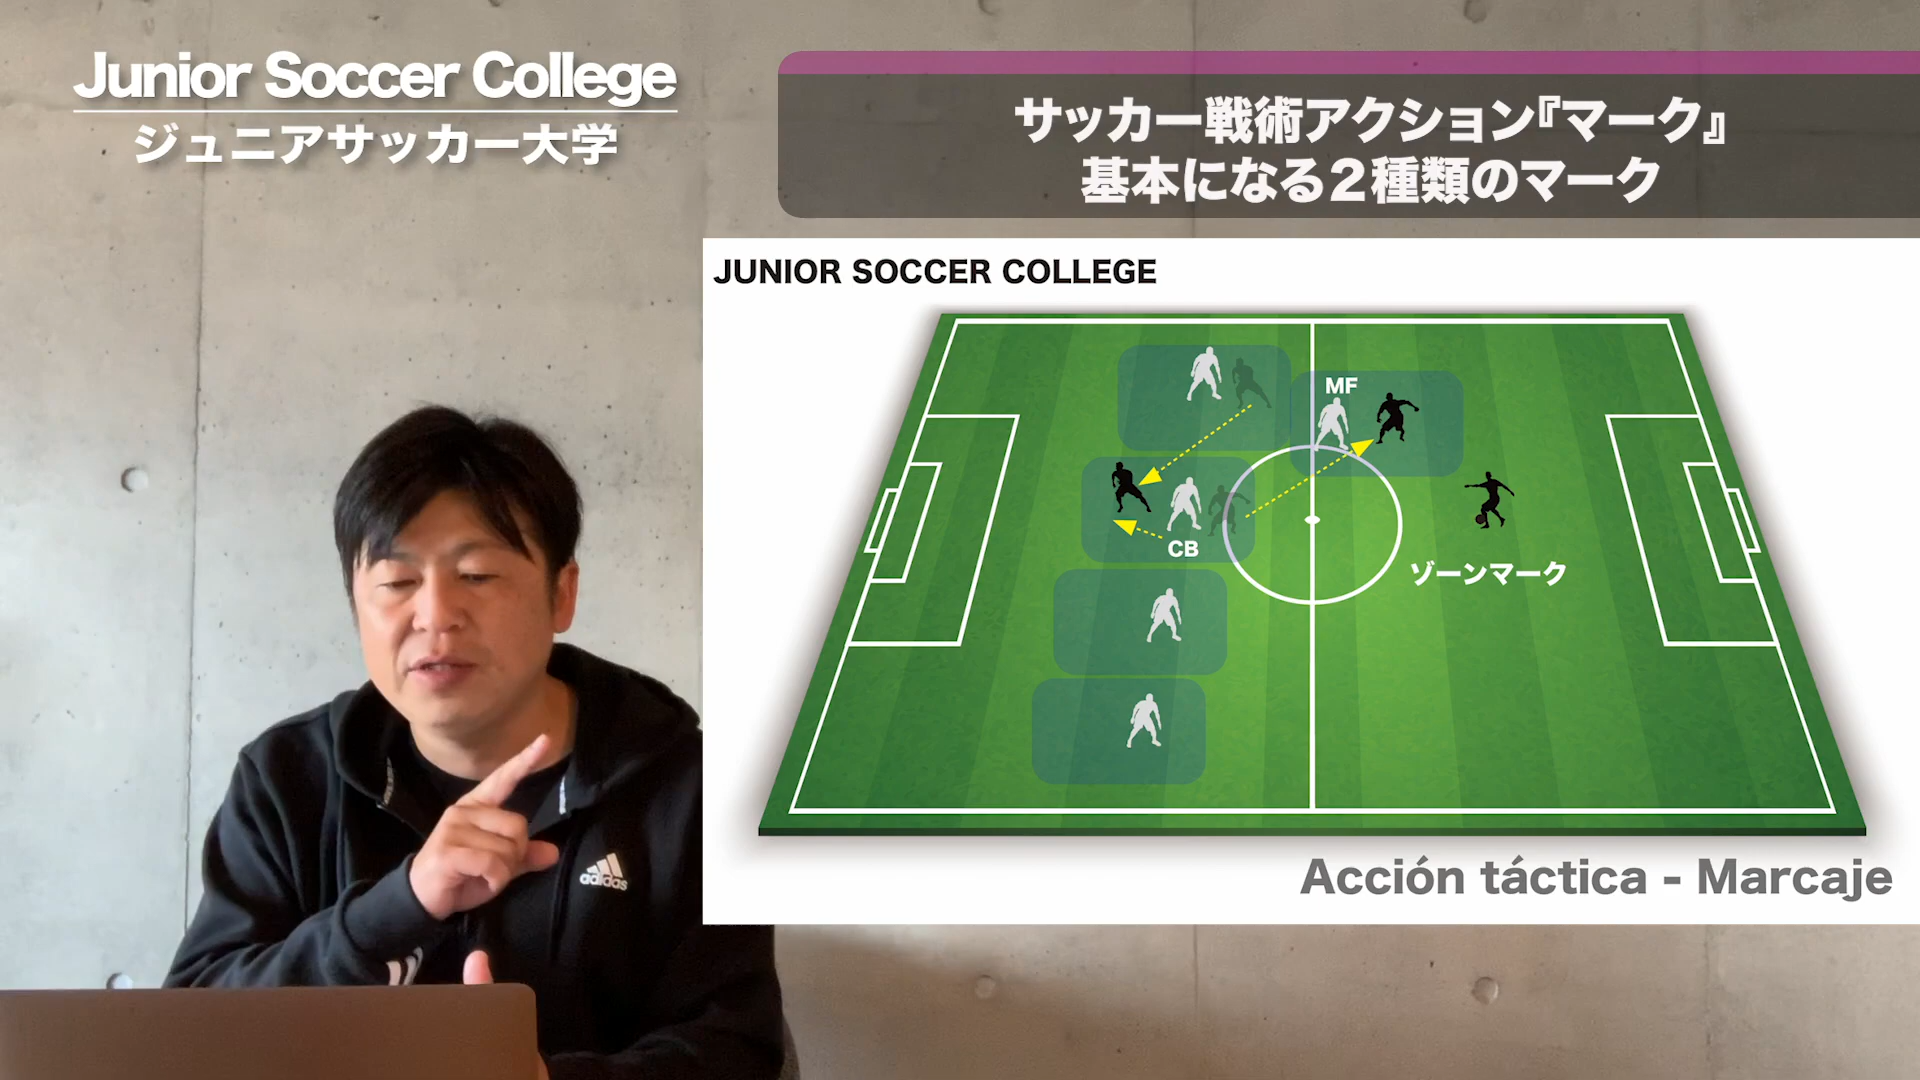 Junior Soccer College
ジュニアサッカー大学
サッカー戦術アクション『マーク』
基本になる２種類のマーク
JUNIOR SOCCER COLLEGE
MF
CB
ゾーンマーク
Acción táctica - Marcaje
adidas